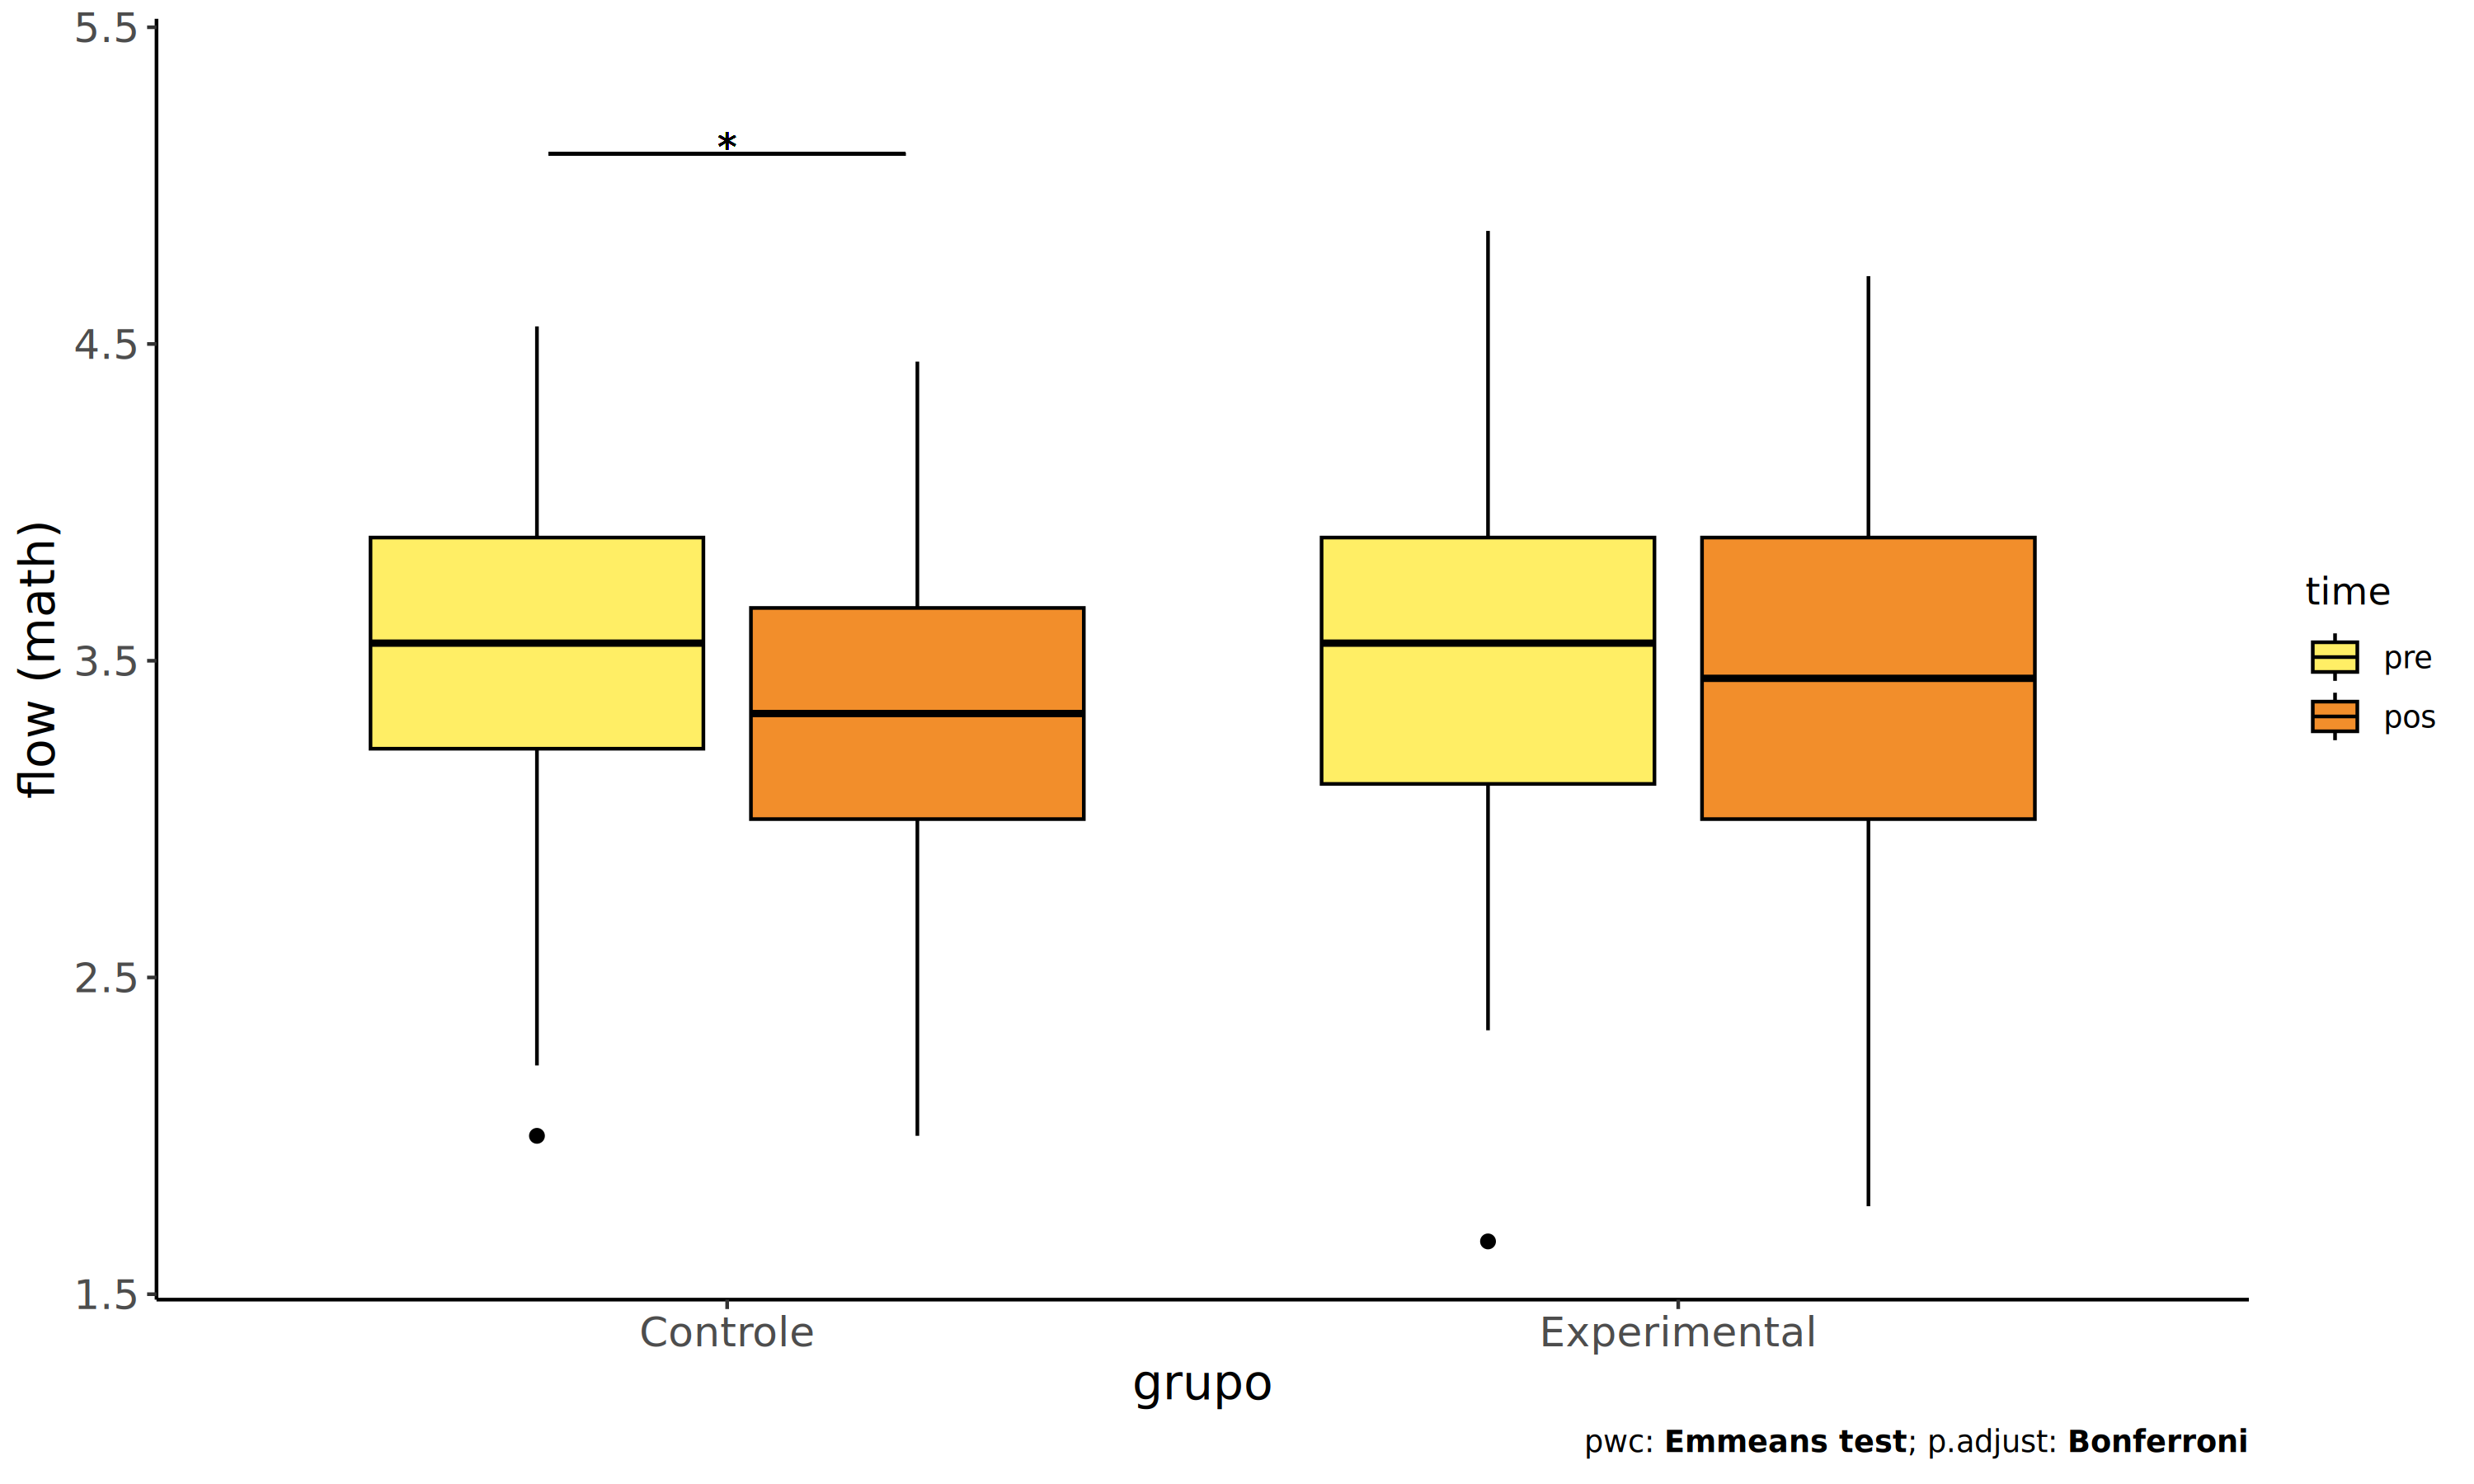 5.5
*
4.5
flow (math)
3.5
2.5
1.5
Controle
Experimental
grupo
time
pre
pos
pwc: Emmeans test; p.adjust: Bonferroni